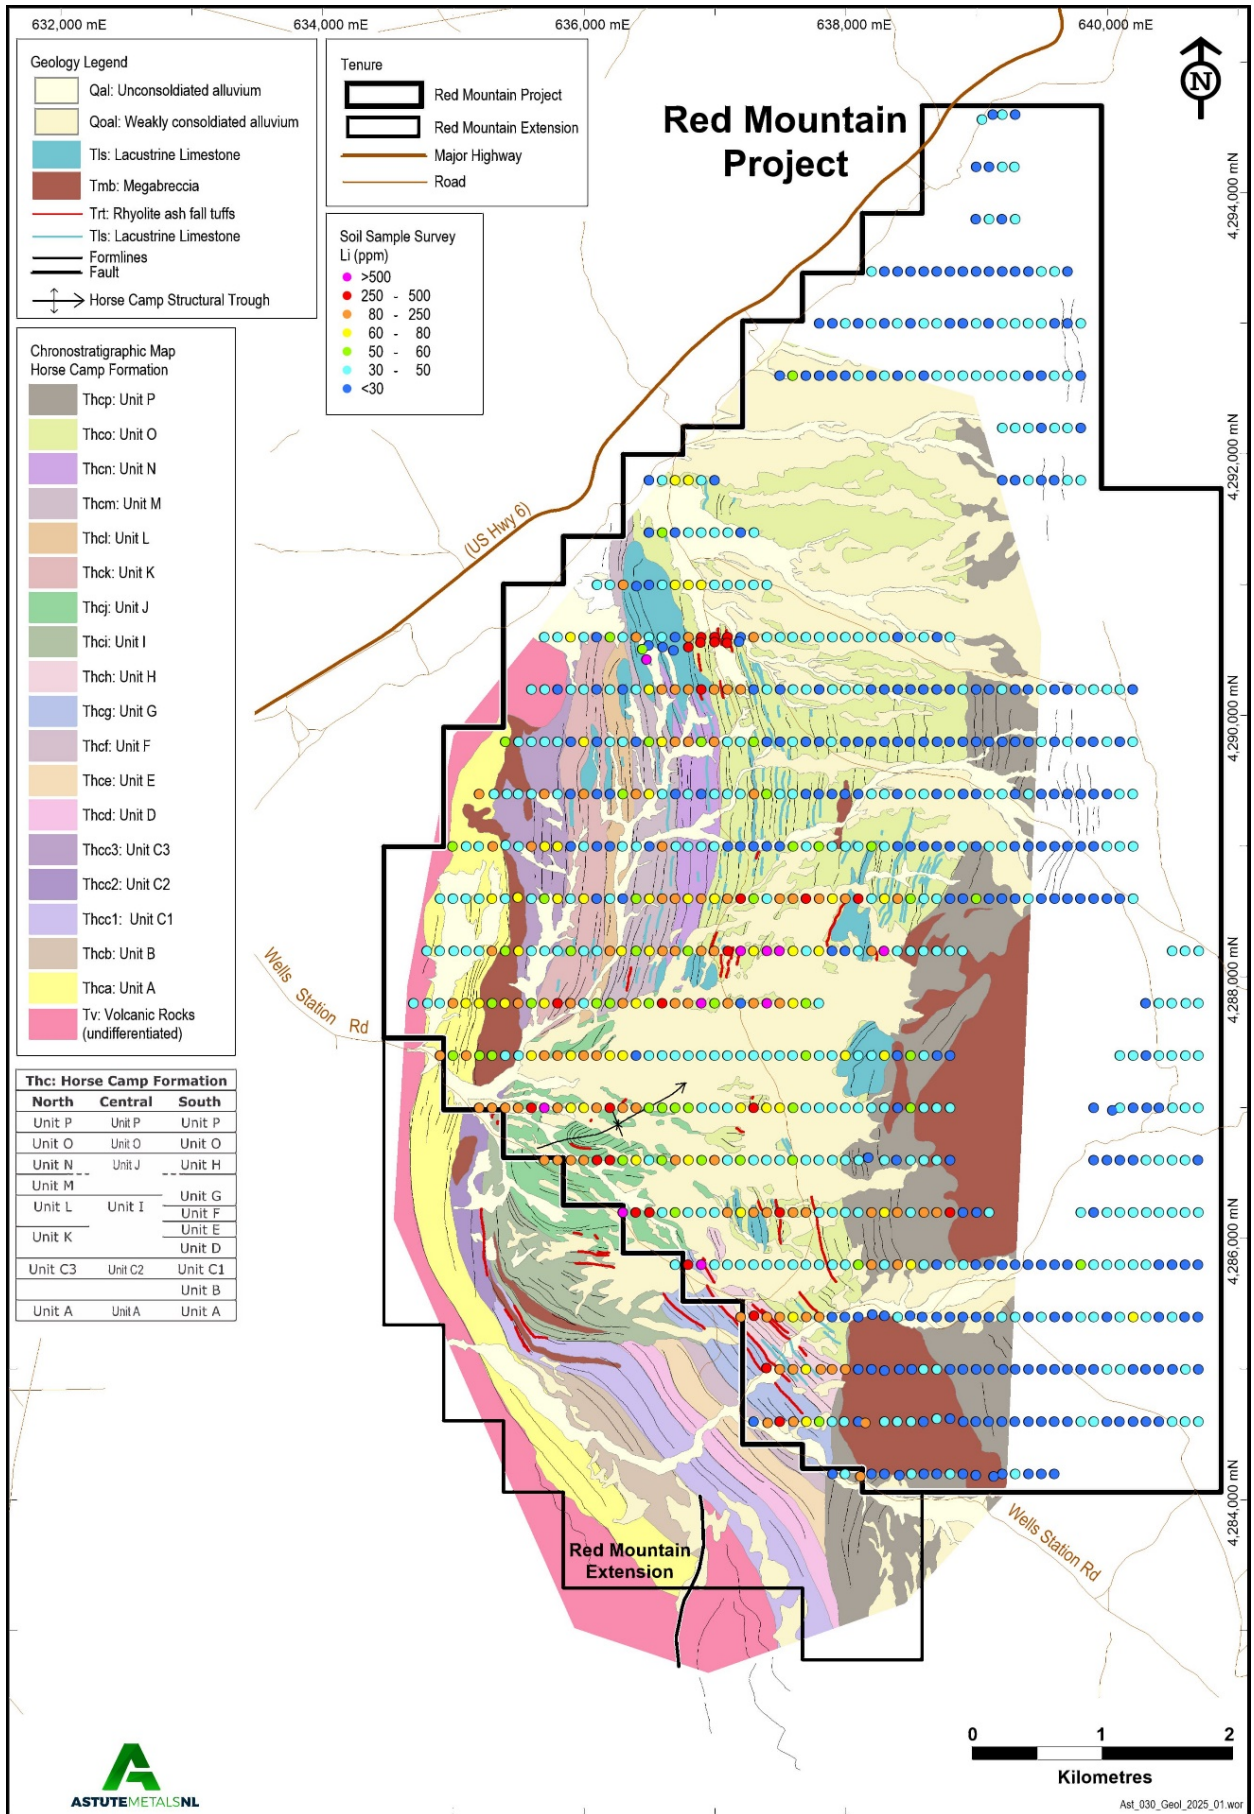 632,000 mE
634,000 mE
636,000 mE
638,000 mE
640,000 mE
Geology Legend
Qal: Unconsoldiated alluvium
Qoal: Weakly consoldiated alluvium
Tls: Lacustrine Limestone
Tmb: Megabreccia
Trt: Rhyolite ash fall tuffs
Tls: Lacustrine Limestone
Formlines
Fault
Horse Camp Structural Trough
Tenure
Red Mountain Project
Red Mountain Extension
Major Highway
Road
Soil Sample Survey
Li (ppm)
>500
250 - 500
80 - 250
60 - 80
50 - 60
30 - 50
<30
Red Mountain
Project
N
Chronostratigraphic Map
Horse Camp Formation
Thcp: Unit P
Thco: Unit O
Thcn: Unit N
Thcm: Unit M
Thcl: Unit L
Thck: Unit K
Thcj: Unit J
Thci: Unit I
Thch: Unit H
Thcg: Unit G
Thcf: Unit F
Thce: Unit E
Thcd: Unit D
Thcc3: Unit C3
Thcc2: Unit C2
Thcc1: Unit C1
Thcb: Unit B
Thca: Unit A
Tv: Volcanic Rocks
(undifferentiated)
Thc: Horse Camp Formation
North Central South
Unit P Unit P Unit P
Unit O Unit O Unit O
Unit N Unit J Unit H
Unit M
Unit G
Unit L Unit I
Unit F
Unit E
Unit K
Unit D
Unit C3 Unit C2 Unit C1
Unit B
Unit A Unit A Unit A
(US Hwy 6)
Wells Station Rd
Wells Station Rd
Red Mountain
Extension
4,294,000 mN
4,292,000 mN
4,290,000 mN
4,288,000 mN
4,286,000 mN
4,284,000 mN
0 1 2
Kilometres
ASTUTEMETALSNL
Ast_030_Geol_2025_01.wor